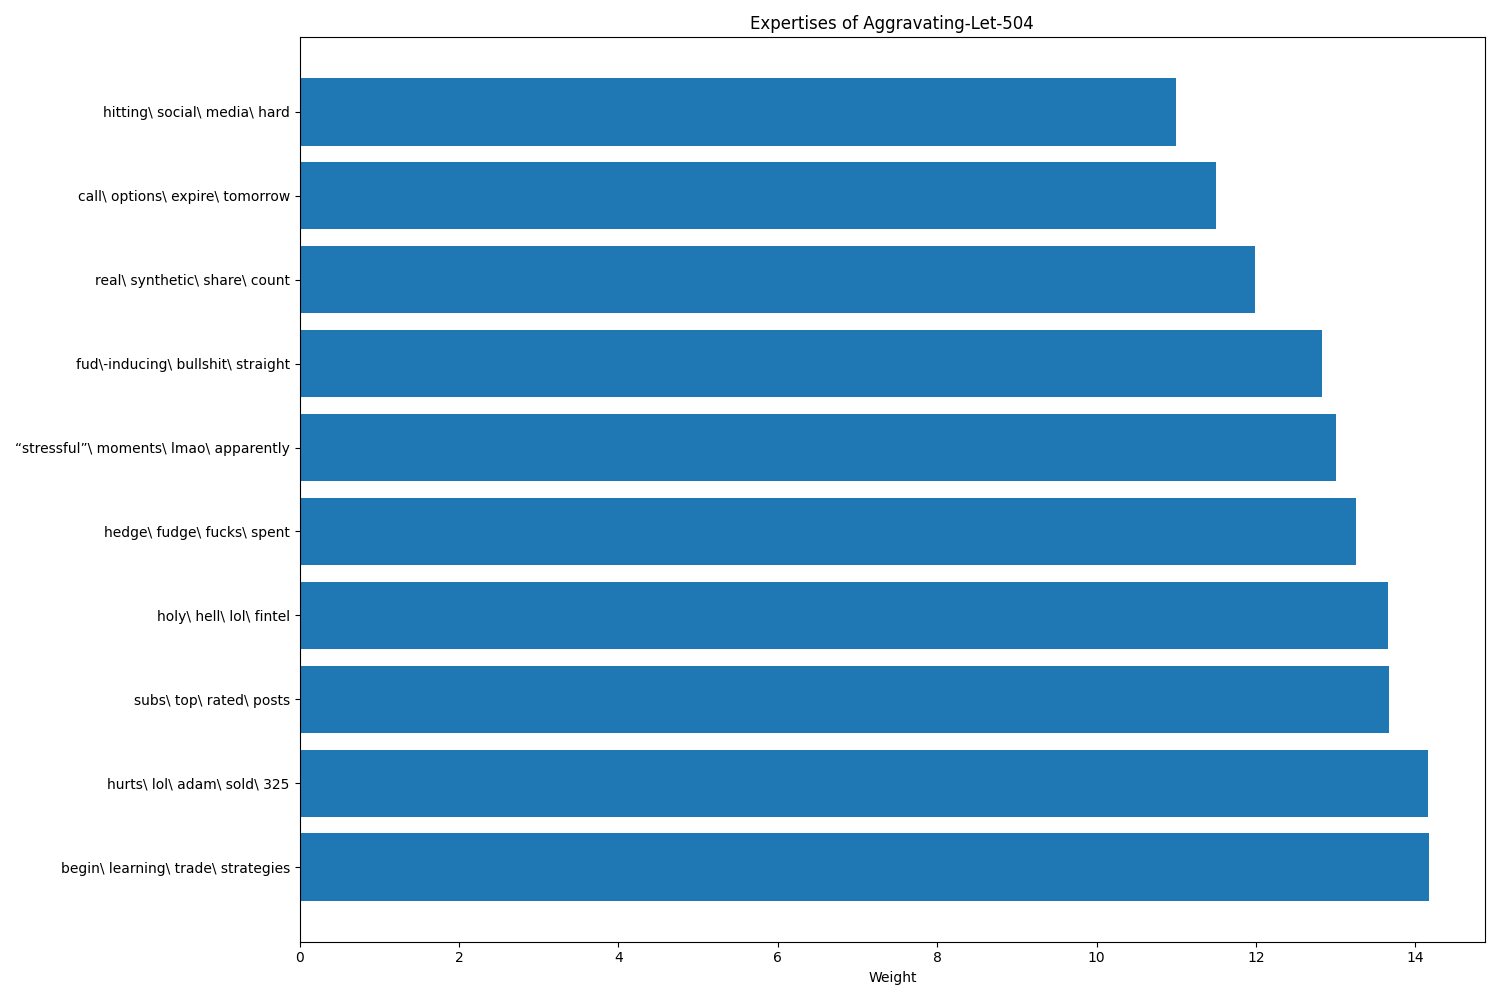 Expertises of Aggravating-Let-504
hitting\ social\ media\ hard
call\ options\ expire\ tomorrow
real\ synthetic\ share\ count
fud\-inducing\ bullshit\ straight
“stressful”\ moments\ lmao\ apparently
hedge\ fudge\ fucks\ spent
holy\ hell\ lol\ fintel
subs\ top\ rated\ posts
hurts\ lol\ adam\ sold\ 325
begin\ learning\ trade\ strategies
0 2 4 6 8 10 12 14
Weight